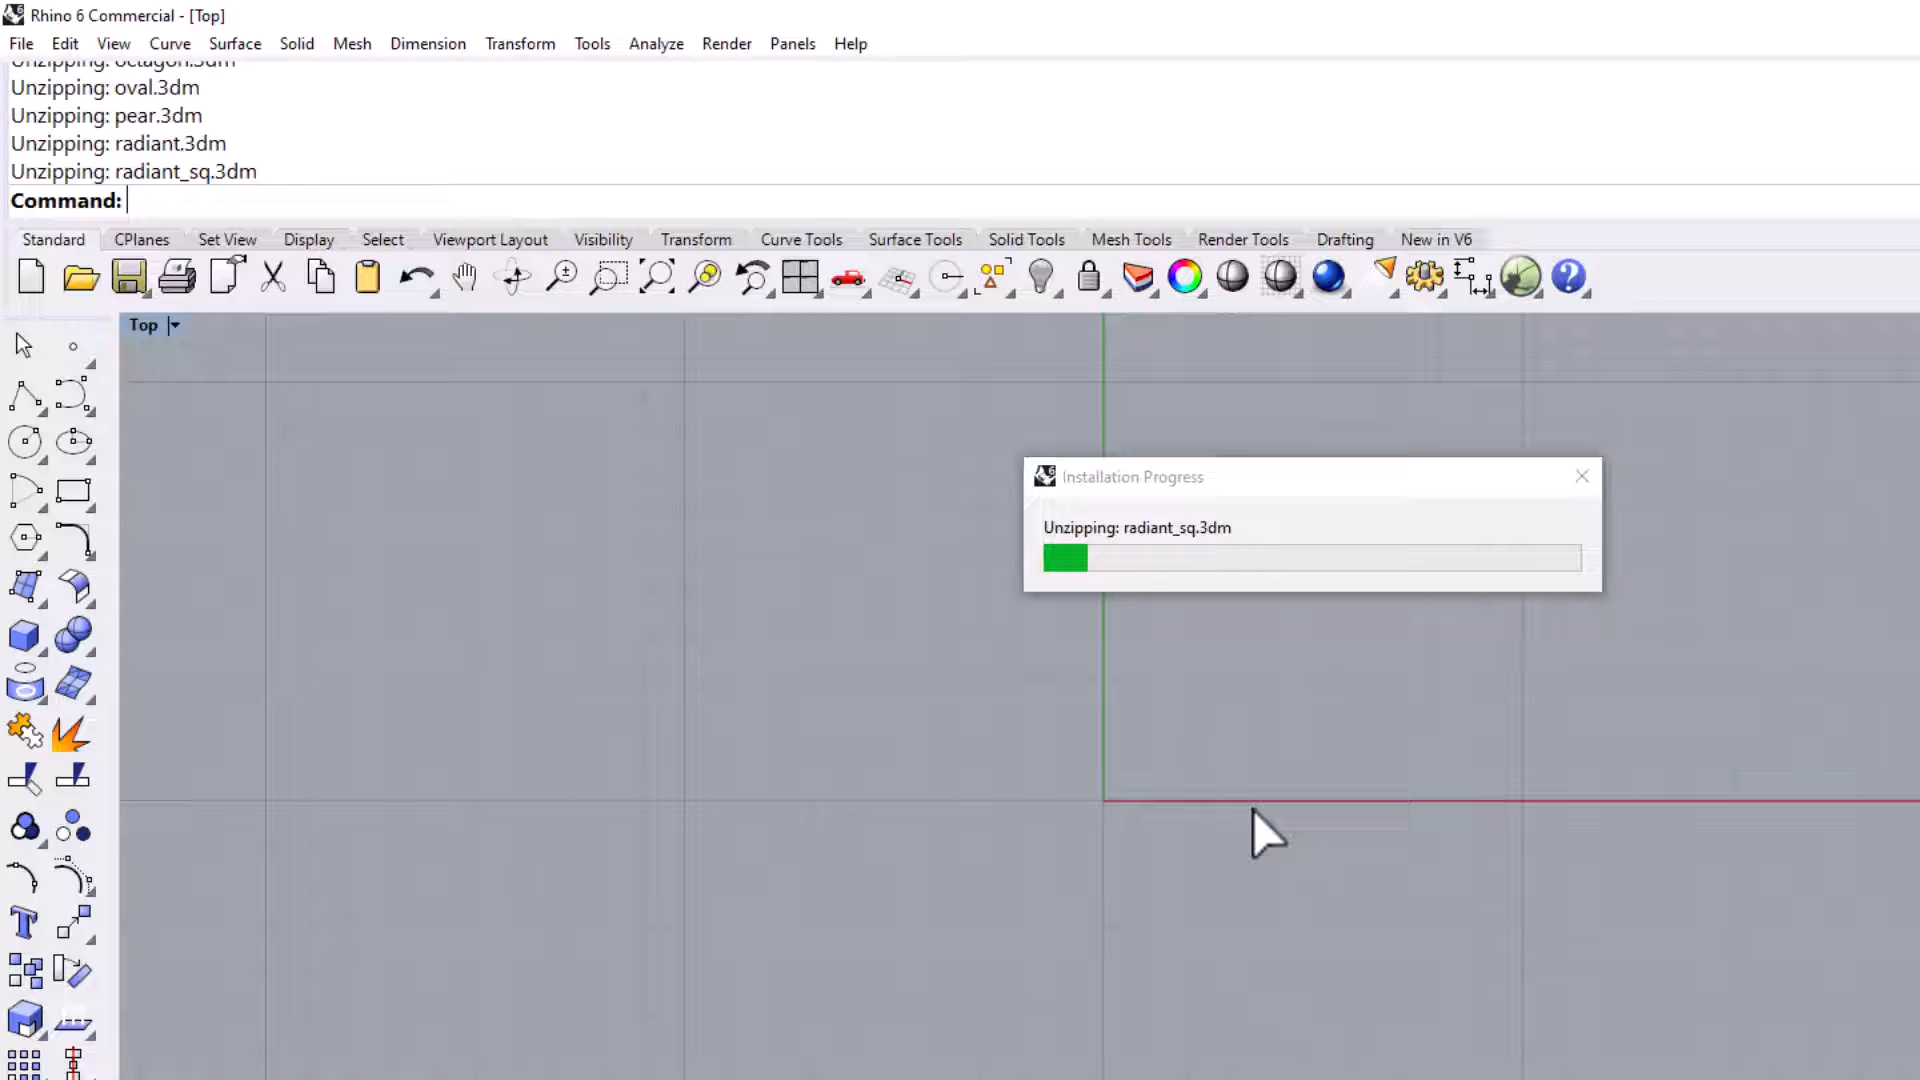 Rhino 6 Commercial - [Top]
File Edit View Curve Surface Solid Mesh Dimension Transform Tools Analyze Render Panels Help
Unzipping: octagon.3dm
Unzipping: oval.3dm
Unzipping: pear.3dm
Unzipping: radiant.3dm
Unzipping: radiant_sq.3dm
Command:
Standard CPlanes Set View Display Select Viewport Layout Visibility Transform Curve Tools Surface Tools Solid Tools Mesh Tools Render Tools Drafting New in V6
Top
Installation Progress
Unzipping: radiant_sq.3dm